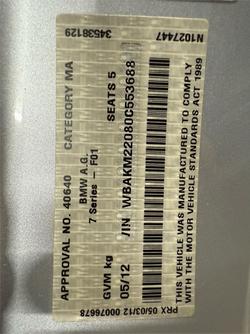 34538129 N1027447
APPROVAL NO. 40640 CATEGORY MA
BMW A.G.
7 Series – F01 SEATS 5
GVM kg
05/12 VIN WBAKM22080C553688
THIS VEHICLE WAS MANUFACTURED TO COMPLY
WITH THE MOTOR VEHICLE STANDARDS ACT 1989
PRX 05/03/12 00076678